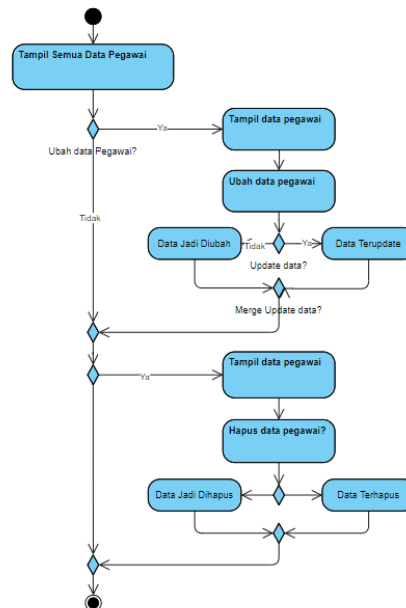 Tampil Semua Data Pegawai
Ya
Tampil data pegawai
Ubah data Pegawai?
Ubah data pegawai
Tidak
Data Jadi Diubah
Tidak
Ya
Data Terupdate
Update data?
Merge Update data?
Tampil data pegawai
Ya
Hapus data pegawai?
Data Jadi Dihapus
Data Terhapus